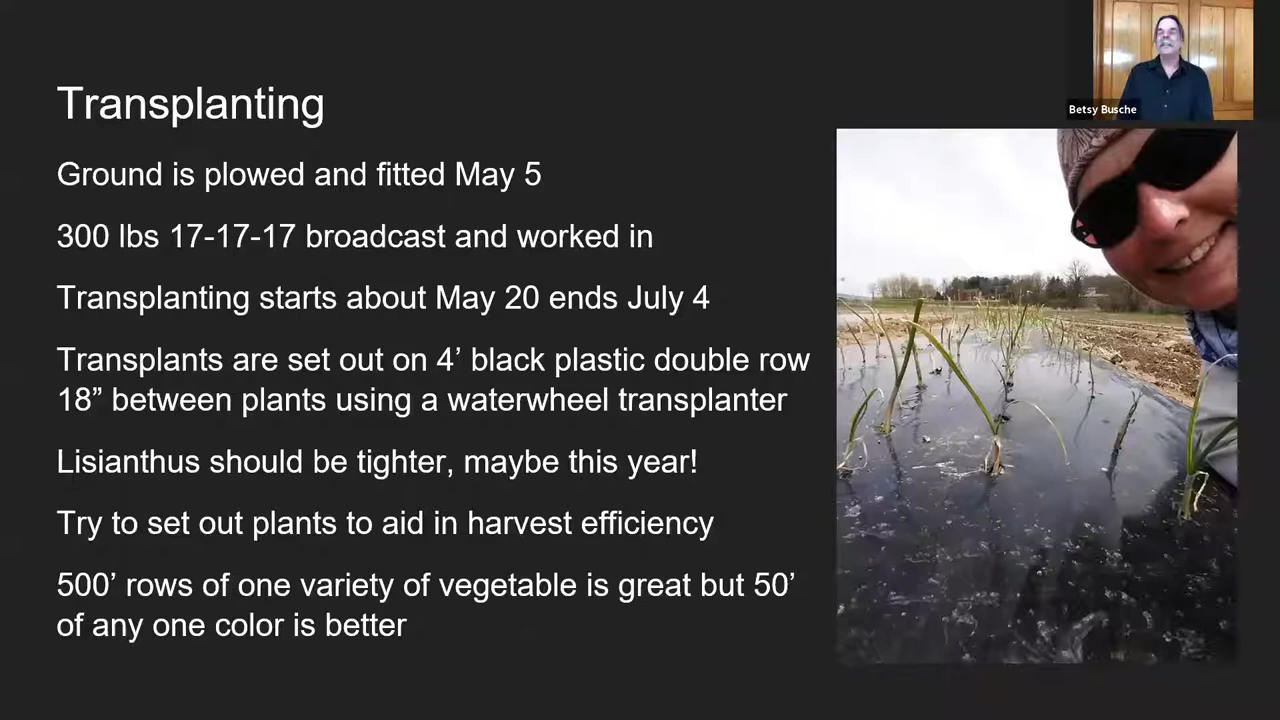 Betsy Busche
Transplanting
Ground is plowed and fitted May 5
300 lbs 17-17-17 broadcast and worked in
Transplanting starts about May 20 ends July 4
Transplants are set out on 4’ black plastic double row
18” between plants using a waterwheel transplanter
Lisianthus should be tighter, maybe this year!
Try to set out plants to aid in harvest efficiency
500’ rows of one variety of vegetable is great but 50’
of any one color is better